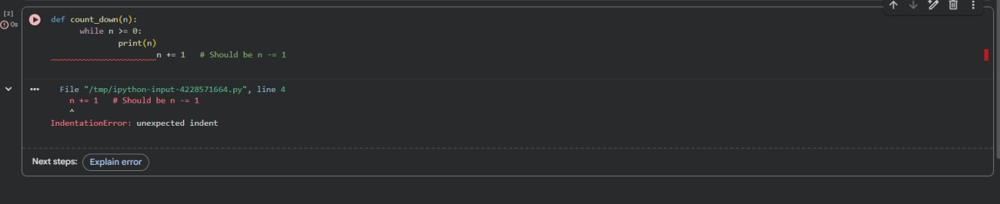 [2]
0s
def count_down(n):
while n >= 0:
print(n)
n += 1 # Should be n -= 1
File "/tmp/ipython-input-4228571664.py", line 4
n += 1 # Should be n -= 1
^
IndentationError: unexpected indent
Next steps: Explain error